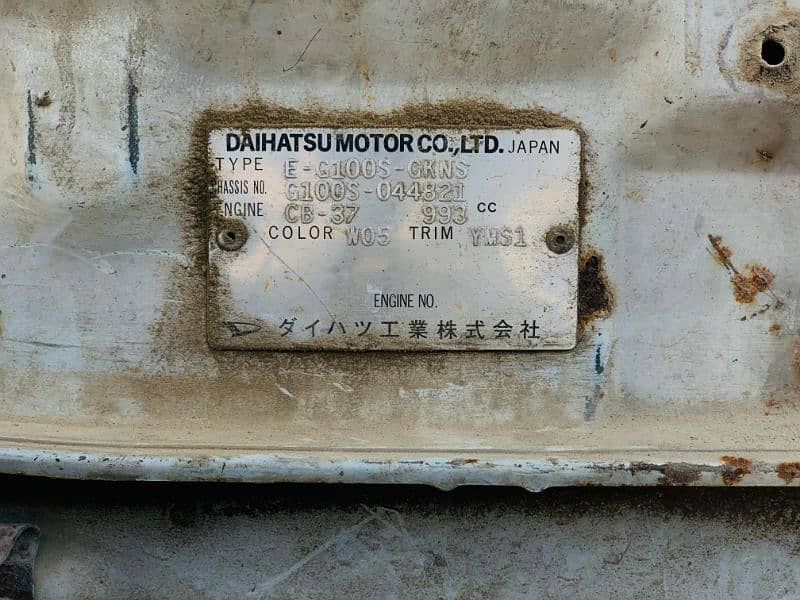 DAIHATSU MOTOR CO.,LTD. JAPAN
TYPE E-G100S-GKNS
CHASSIS NO. G100S-044821
ENGINE CB-37 993 CC
COLOR W05 TRIM YMS1
ENGINE NO.
ダイハツ工業株式会社